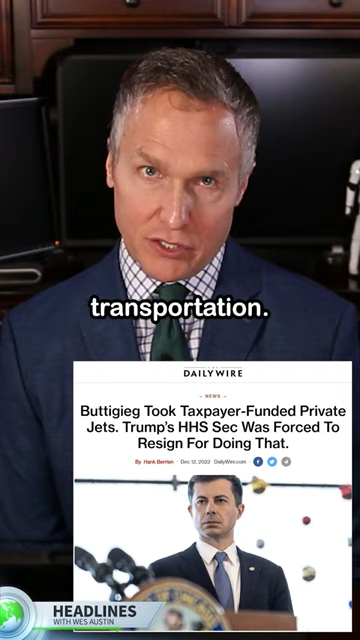 transportation.
THE
DAILYWIRE
– NEWS –
Buttigieg Took Taxpayer-Funded Private
Jets. Trump's HHS Sec Was Forced To
Resign For Doing That.
By Hank Berrien · Dec 12, 2022 DailyWire.com
HEADLINES
WITH WES AUSTIN